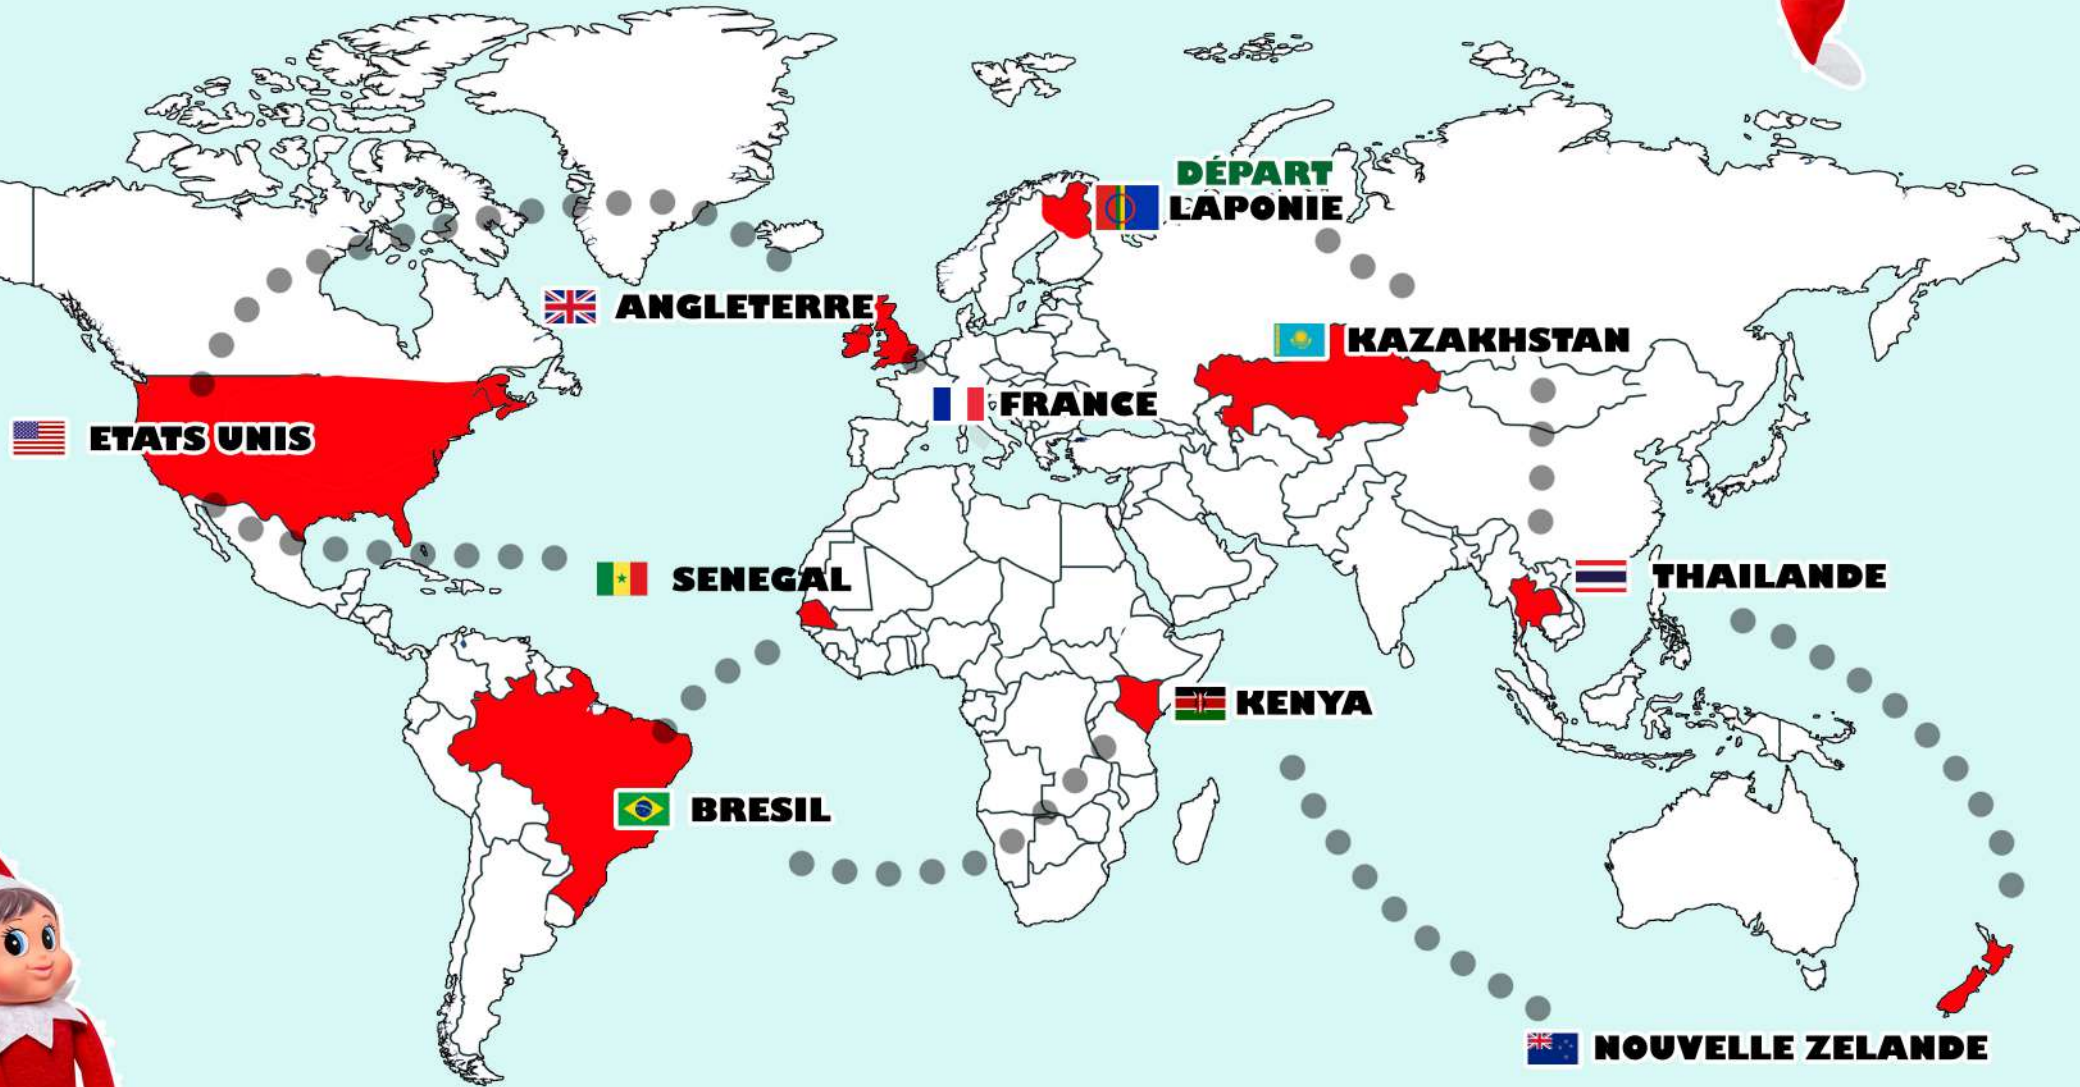 DÉPART
LAPONIE
ANGLETERRE
KAZAKHSTAN
FRANCE
ETATS UNIS
SENEGAL
THAILANDE
KENYA
BRESIL
NOUVELLE ZELANDE